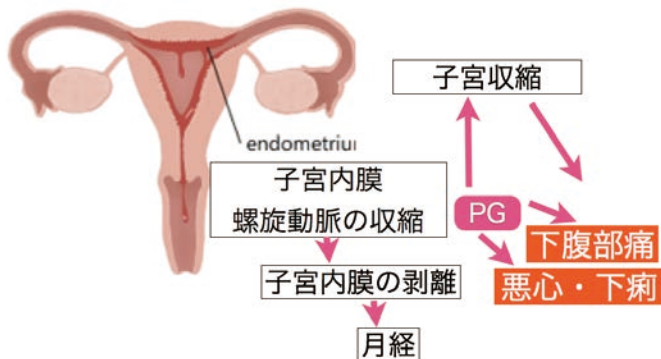 子宮収縮
endometriu
子宮内膜
螺旋動脈の収縮
PG
下腹部痛
子宮内膜の剥離
悪心・下痢
月経